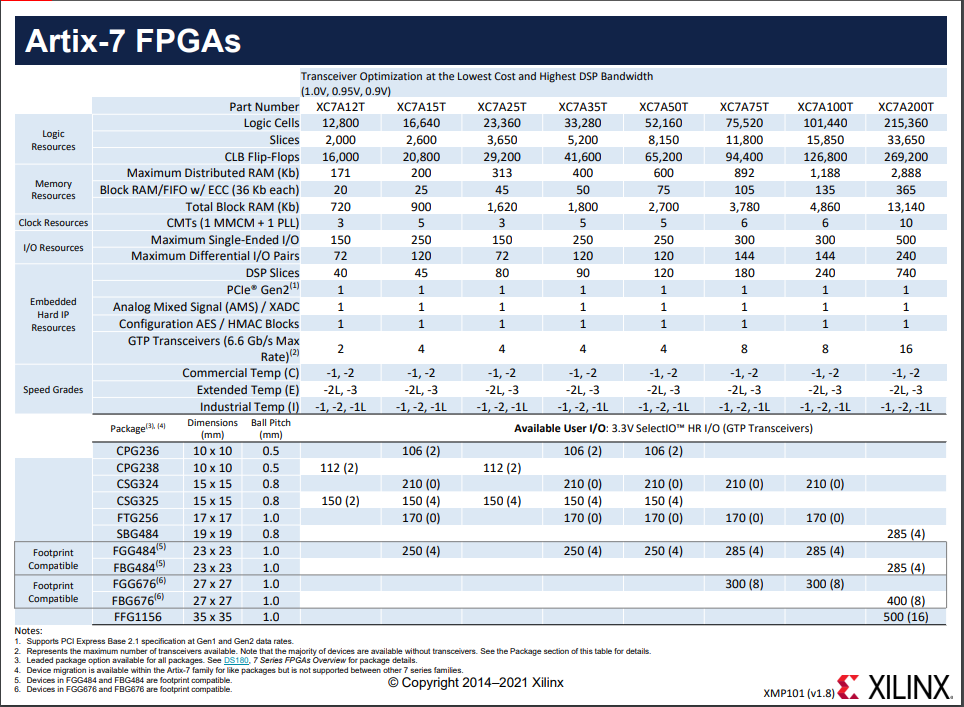 Artix-7 FPGAs
Transceiver Optimization at the Lowest Cost and Highest DSP Bandwidth
(1.0V, 0.95V, 0.9V)
Part Number XC7A12T XC7A15T XC7A25T XC7A35T XC7A50T XC7A75T XC7A100T XC7A200T
Logic Resources
Logic Cells 12,800 16,640 23,360 33,280 52,160 75,520 101,440 215,360
Slices 2,000 2,600 3,650 5,200 8,150 11,800 15,850 33,650
CLB Flip-Flops 16,000 20,800 29,200 41,600 65,200 94,400 126,800 269,200
Memory Resources
Maximum Distributed RAM (Kb) 171 200 313 400 600 892 1,188 2,888
Block RAM/FIFO w/ ECC (36 Kb each) 20 25 45 50 75 105 135 365
Total Block RAM (Kb) 720 900 1,620 1,800 2,700 3,780 4,860 13,140
Clock Resources CMTs (1 MMCM + 1 PLL) 3 5 3 5 5 6 6 10
I/O Resources
Maximum Single-Ended I/O 150 250 150 250 250 300 300 500
Maximum Differential I/O Pairs 72 120 72 120 120 144 144 240
Embedded Hard IP Resources
DSP Slices 40 45 80 90 120 180 240 740
PCIe® Gen2(1) 1 1 1 1 1 1 1 1
Analog Mixed Signal (AMS) / XADC 1 1 1 1 1 1 1 1
Configuration AES / HMAC Blocks 1 1 1 1 1 1 1 1
GTP Transceivers (6.6 Gb/s Max Rate)(2) 2 4 4 4 4 8 8 16
Speed Grades
Commercial Temp (C) -1, -2 -1, -2 -1, -2 -1, -2 -1, -2 -1, -2 -1, -2 -1, -2
Extended Temp (E) -2L, -3 -2L, -3 -2L, -3 -2L, -3 -2L, -3 -2L, -3 -2L, -3 -2L, -3
Industrial Temp (I) -1, -2, -1L -1, -2, -1L -1, -2, -1L -1, -2, -1L -1, -2, -1L -1, -2, -1L -1, -2, -1L -1, -2, -1L
Package(3), (4) Dimensions (mm) Ball Pitch (mm) Available User I/O: 3.3V SelectIO™ HR I/O (GTP Transceivers)
CPG236 10 x 10 0.5 106 (2) 106 (2) 106 (2)
CPG238 10 x 10 0.5 112 (2) 112 (2)
CSG324 15 x 15 0.8 210 (0) 210 (0) 210 (0) 210 (0) 210 (0)
CSG325 15 x 15 0.8 150 (2) 150 (4) 150 (4) 150 (4) 150 (4)
FTG256 17 x 17 1.0 170 (0) 170 (0) 170 (0) 170 (0) 170 (0)
SBG484 19 x 19 0.8 285 (4)
Footprint Compatible
FGG484(5) 23 x 23 1.0 250 (4) 250 (4) 250 (4) 285 (4) 285 (4)
FBG484(5) 23 x 23 1.0 285 (4)
Footprint Compatible
FGG676(6) 27 x 27 1.0 300 (8) 300 (8)
FBG676(6) 27 x 27 1.0 400 (8)
FFG1156 35 x 35 1.0 500 (16)
Notes:
1. Supports PCI Express Base 2.1 specification at Gen1 and Gen2 data rates.
2. Represents the maximum number of transceivers available. Note that the majority of devices are available without transceivers. See the Package section of this table for details.
3. Leaded package option available for all packages. See DS180, 7 Series FPGAs Overview for package details.
4. Device migration is available within the Artix-7 family for like packages but is not supported between other 7 series families.
5. Devices in FGG484 and FBG484 are footprint compatible.
6. Devices in FGG676 and FBG676 are footprint compatible.
© Copyright 2014–2021 Xilinx
XMP101 (v1.8)
XILINX.